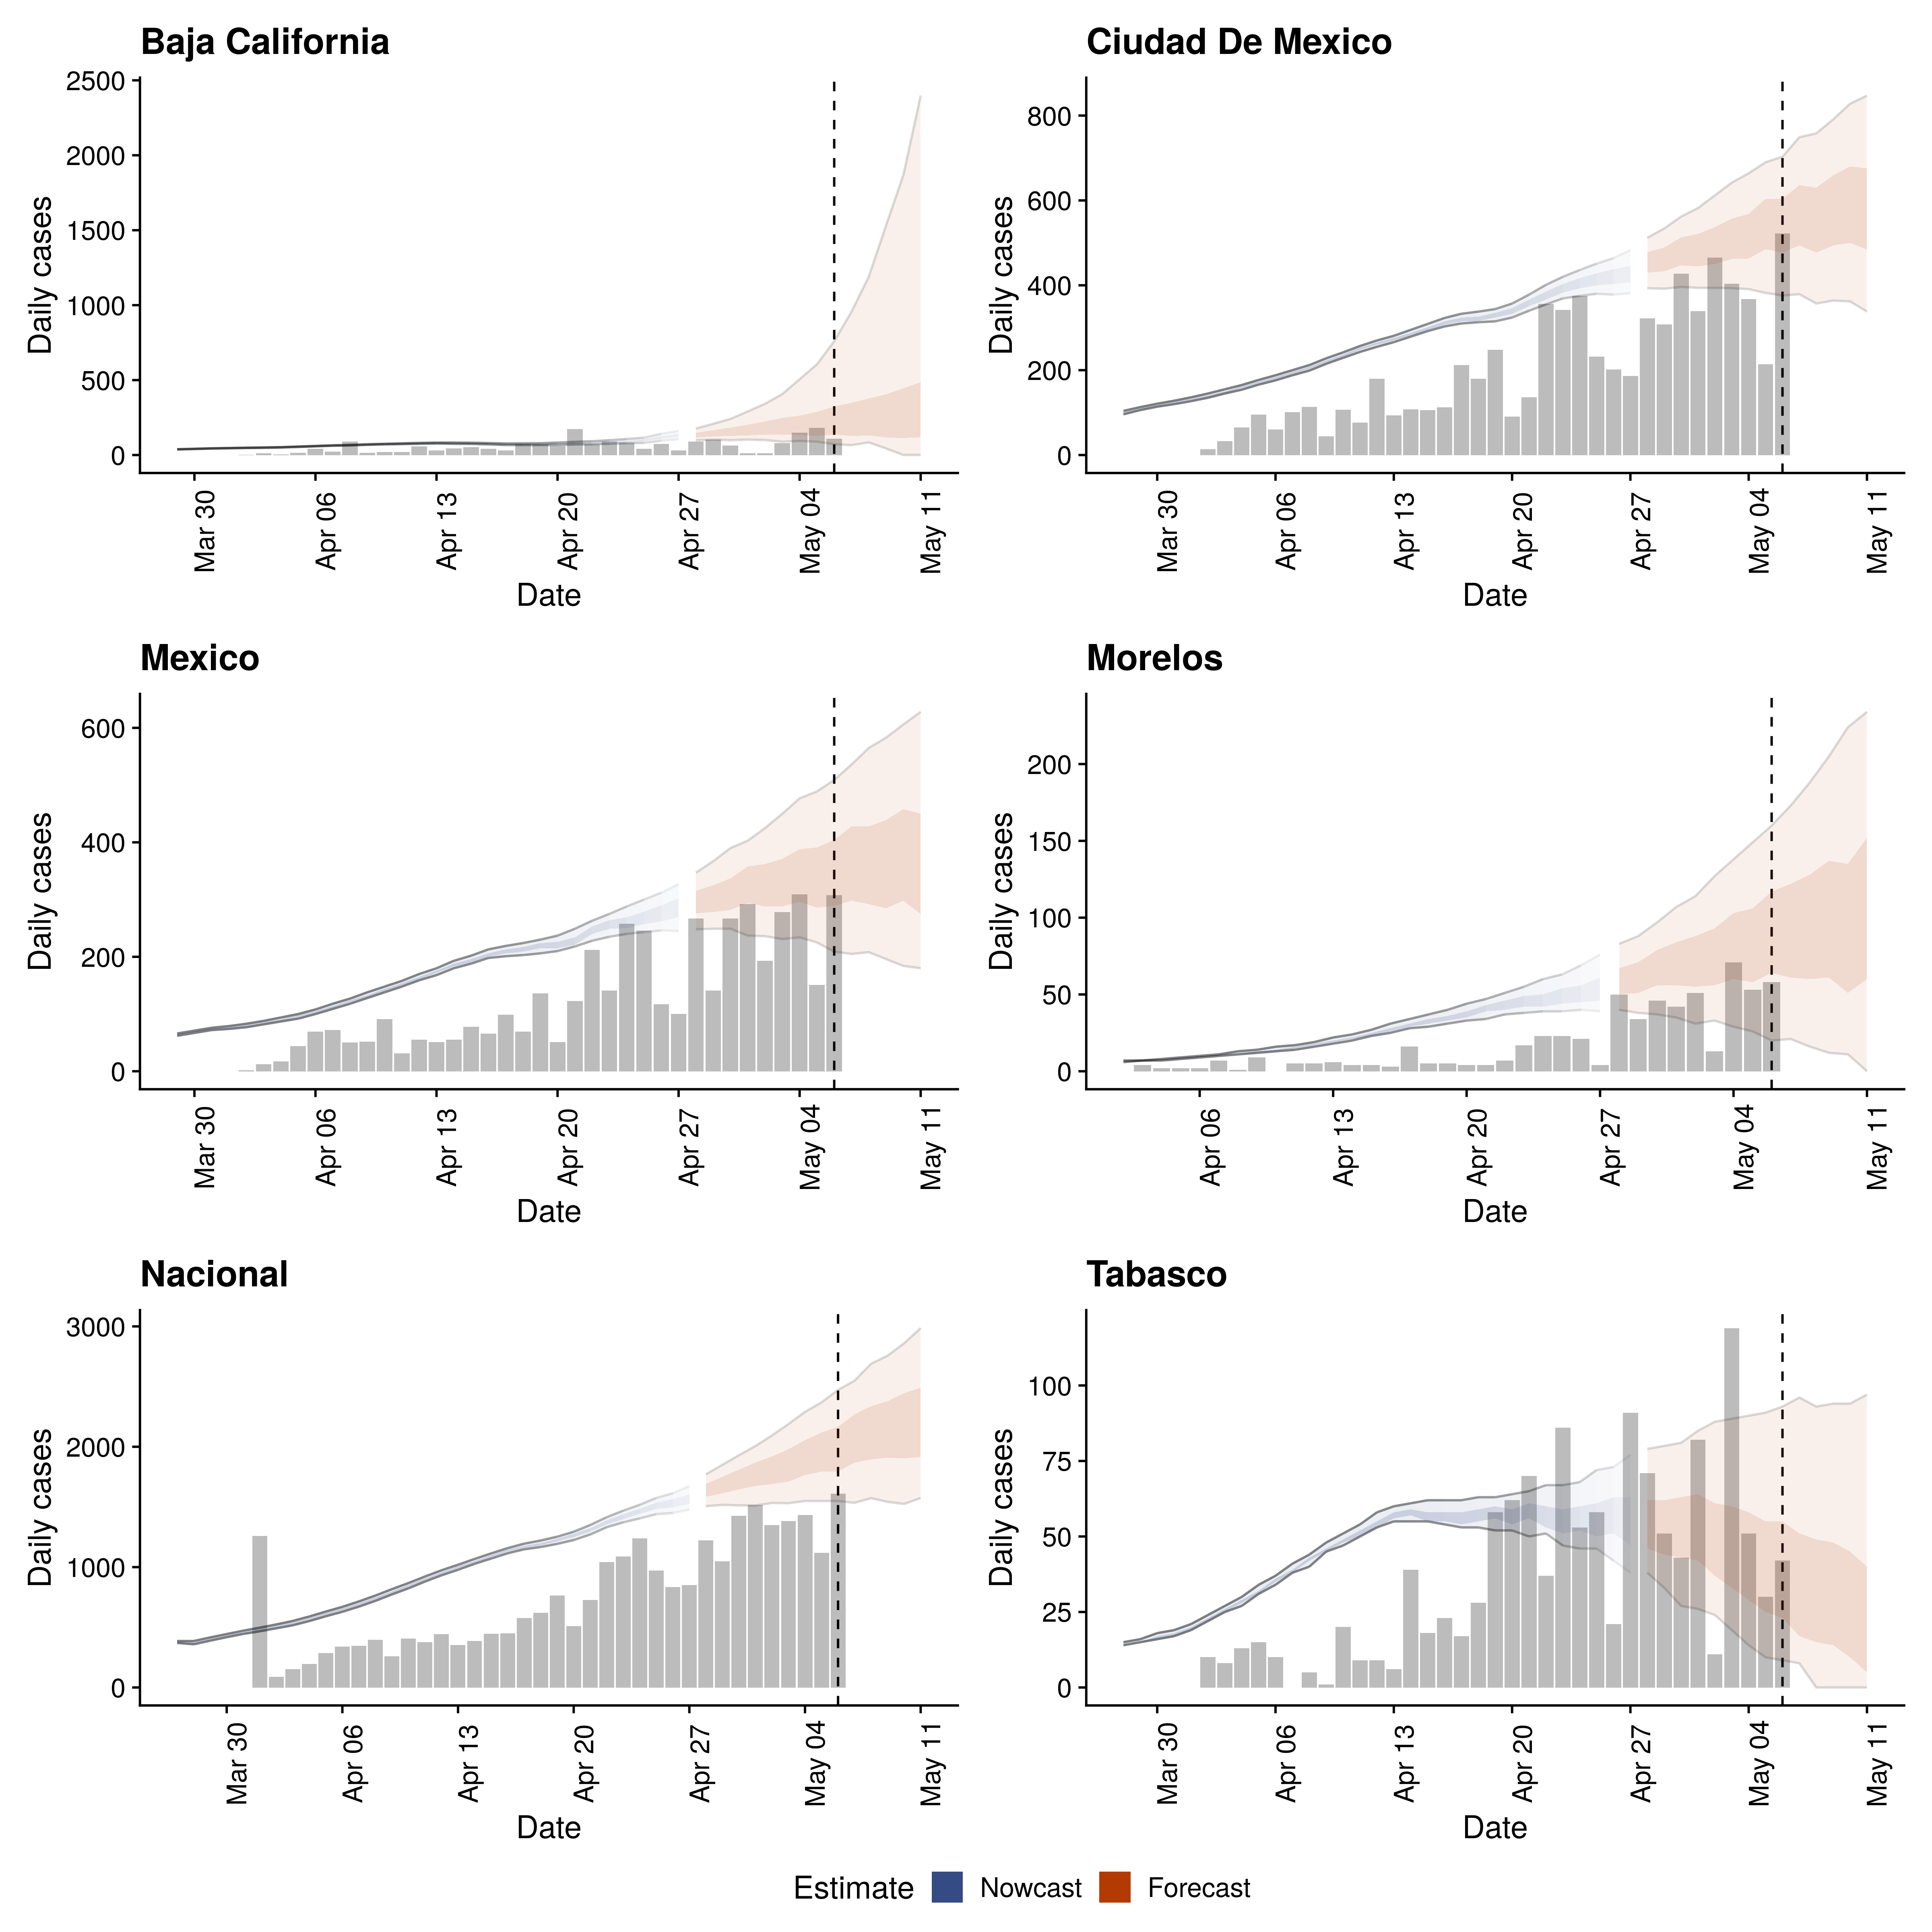 Baja California
Daily cases
2500
2000
1500
1000
500
0
Mar 30
Apr 06
Apr 13
Apr 20
Apr 27
May 04
May 11
Date
Ciudad De Mexico
Daily cases
800
600
400
200
0
Mar 30
Apr 06
Apr 13
Apr 20
Apr 27
May 04
May 11
Date
Mexico
Daily cases
600
400
200
0
Mar 30
Apr 06
Apr 13
Apr 20
Apr 27
May 04
May 11
Date
Morelos
Daily cases
200
150
100
50
0
Apr 06
Apr 13
Apr 20
Apr 27
May 04
May 11
Date
Nacional
Daily cases
3000
2000
1000
0
Mar 30
Apr 06
Apr 13
Apr 20
Apr 27
May 04
May 11
Date
Tabasco
Daily cases
100
75
50
25
0
Mar 30
Apr 06
Apr 13
Apr 20
Apr 27
May 04
May 11
Date
Estimate Nowcast Forecast